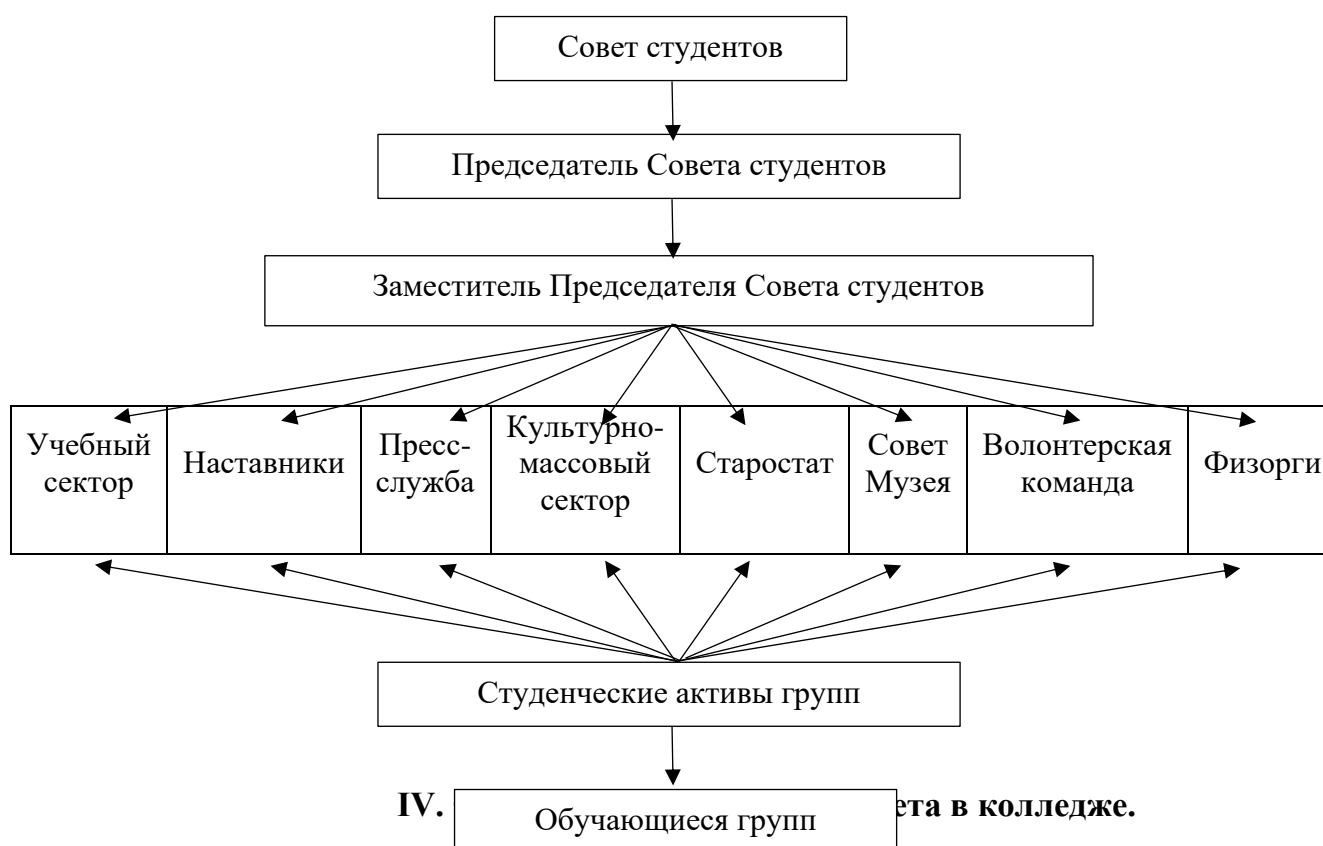 Совет студентов
Председатель Совета студентов
Заместитель Председателя Совета студентов
Учебный
сектор
Наставники
Пресс-
служба
Культурно-
массовый
сектор
Старостат
Совет
Музея
Волонтерская
команда
Физорги
Студенческие активы групп
IV. ета в колледже.
Обучающиеся групп